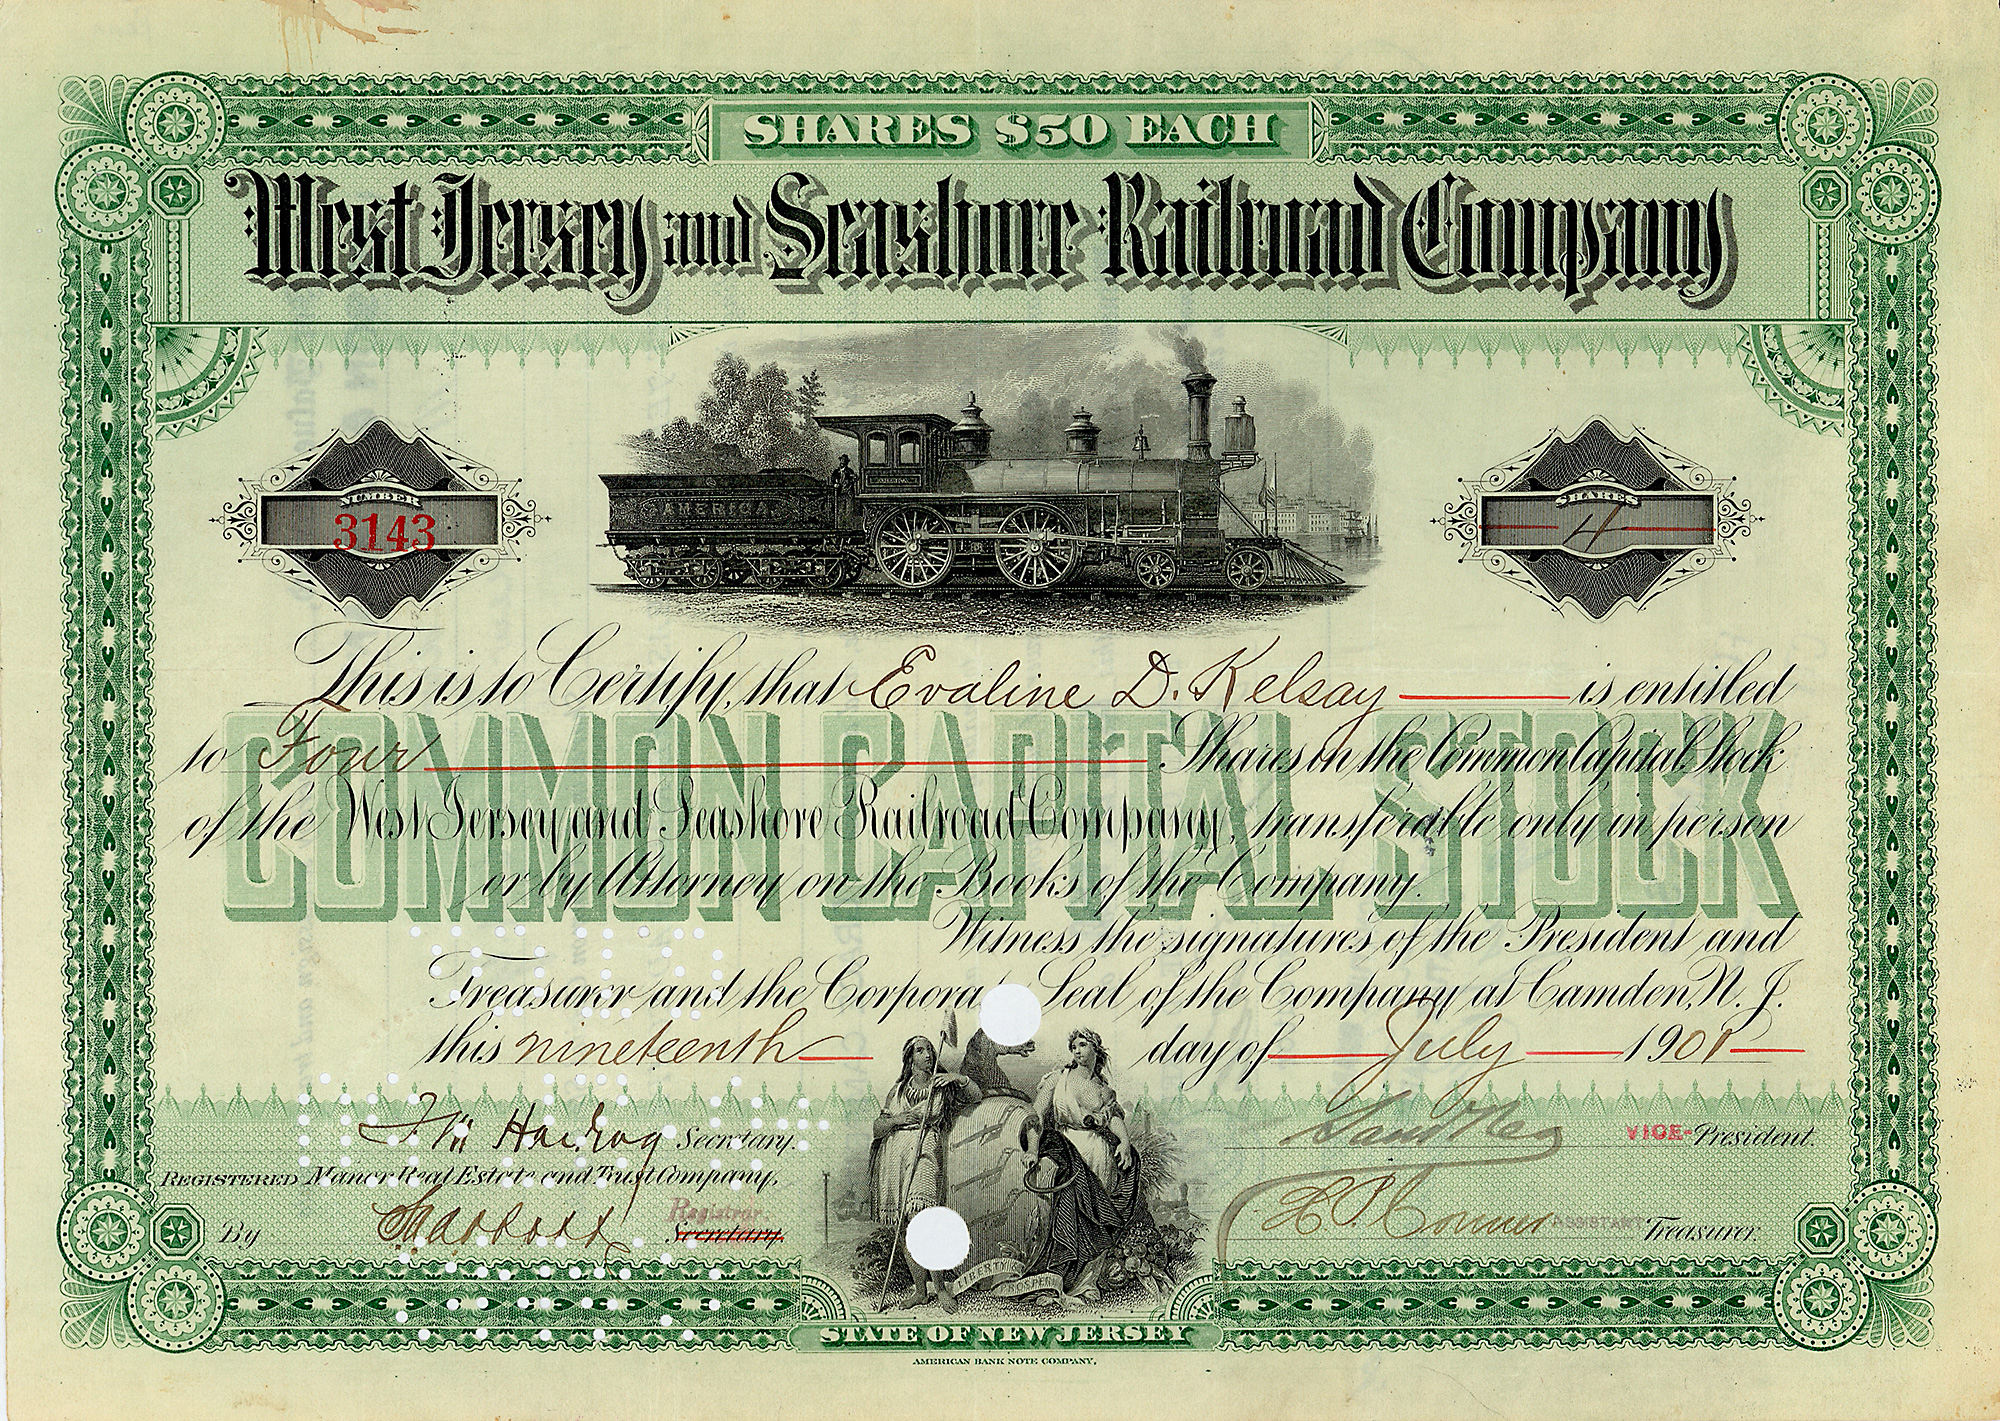 SHARES $50 EACH
West Jersey and Seashore Railroad Company
NUMBER
3143
AMERICA
SHARES
4
This is to Certify, that Evaline D. Kelsay is entitled
to Four Shares in the Common Capital Stock
of the West Jersey and Seashore Railroad Company, transferable only in person
or by Attorney on the Books of the Company.
COMMON CAPITAL STOCK
Witness the signatures of the President and
Treasurer and the Corporate Seal of the Company at Camden, N. J.
this nineteenth day of July 1901
Secretary.
VICE-President.
REGISTERED Manor Real Estate and Trust Company,
By
Registrar
Secretary.
ASSISTANT Treasurer.
LIBERTY
STATE OF NEW JERSEY
AMERICAN BANK NOTE COMPANY.